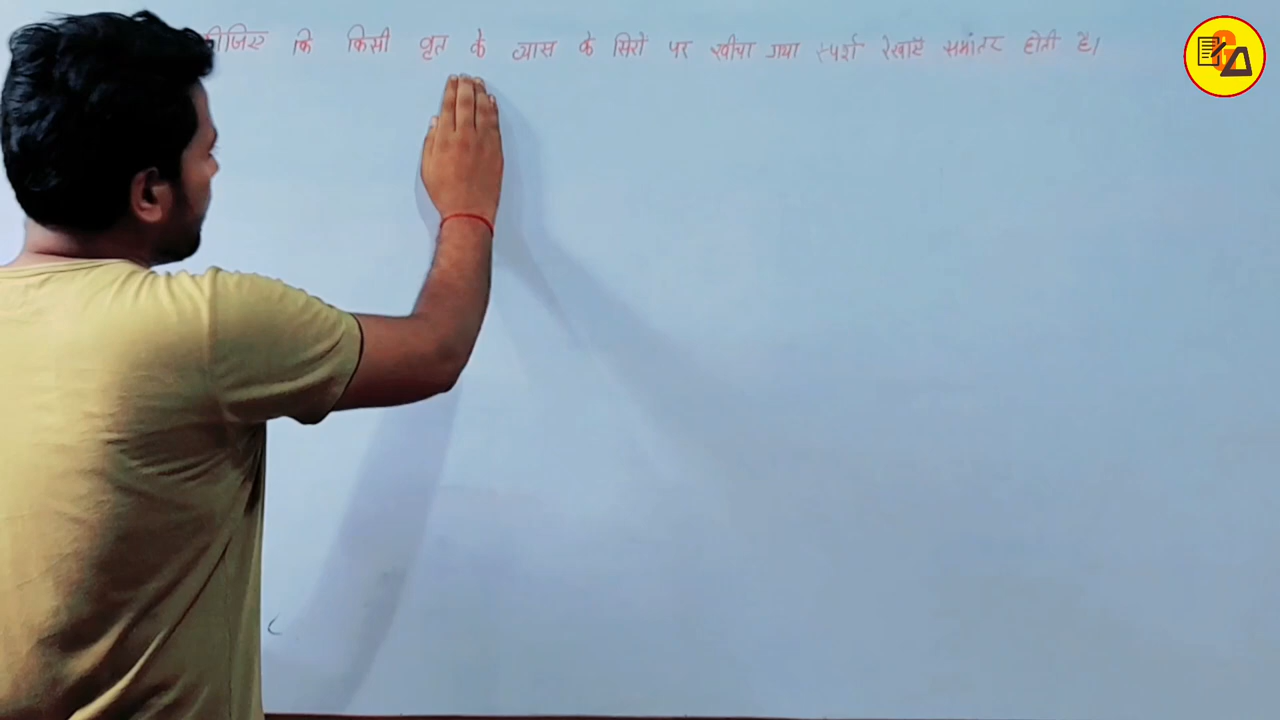 कि किसी वृत के व्यास के सिरों पर खीचा गया स्पर्श रेखाएँ समांतर होती है।